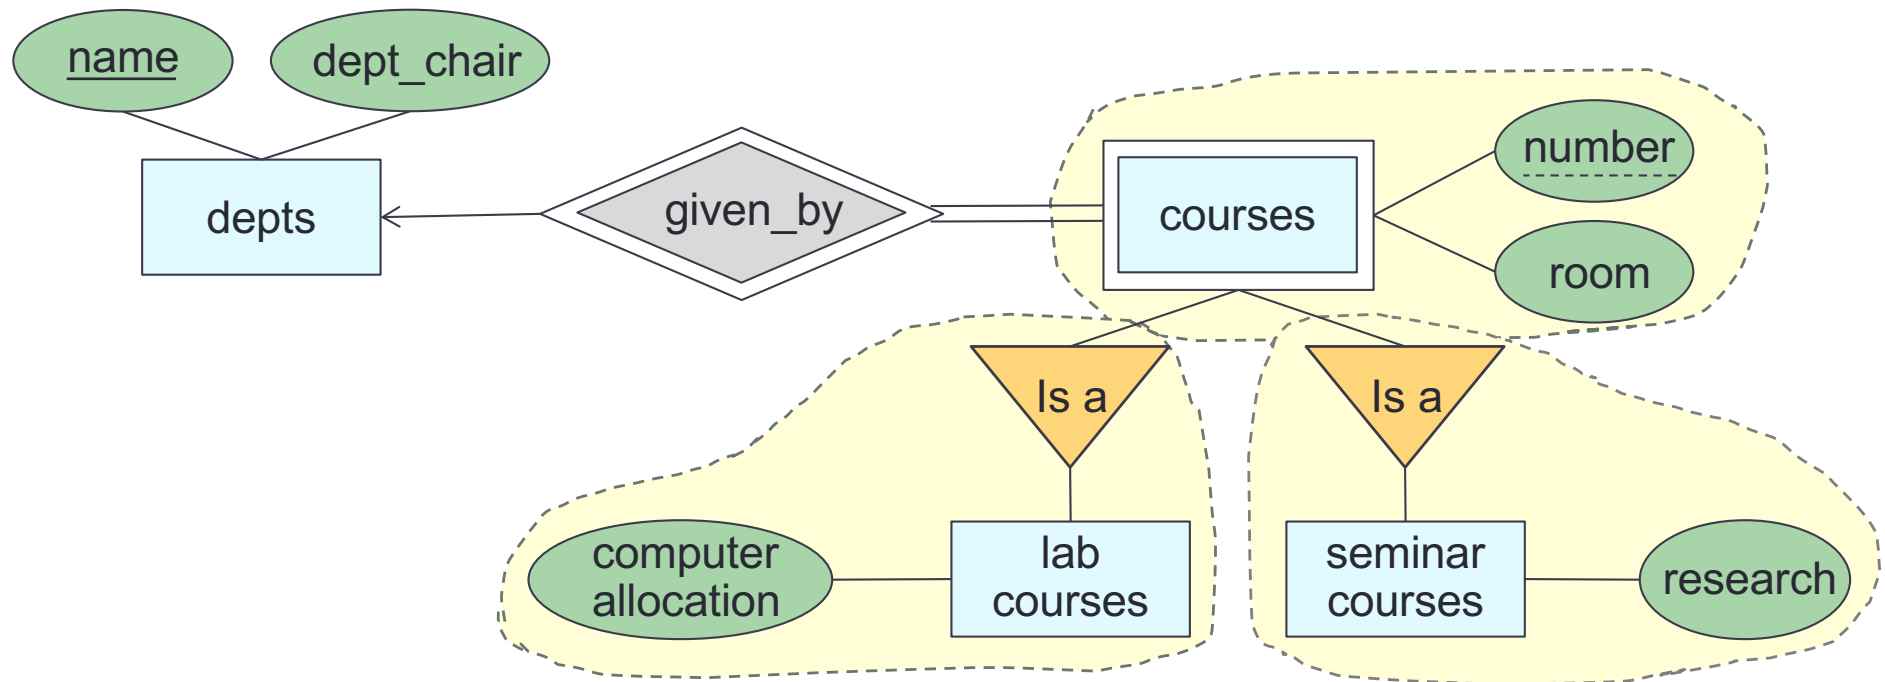 name
dept_chair
depts
given_by
courses
number
room
Is a
Is a
computer
allocation
lab
courses
seminar
courses
research